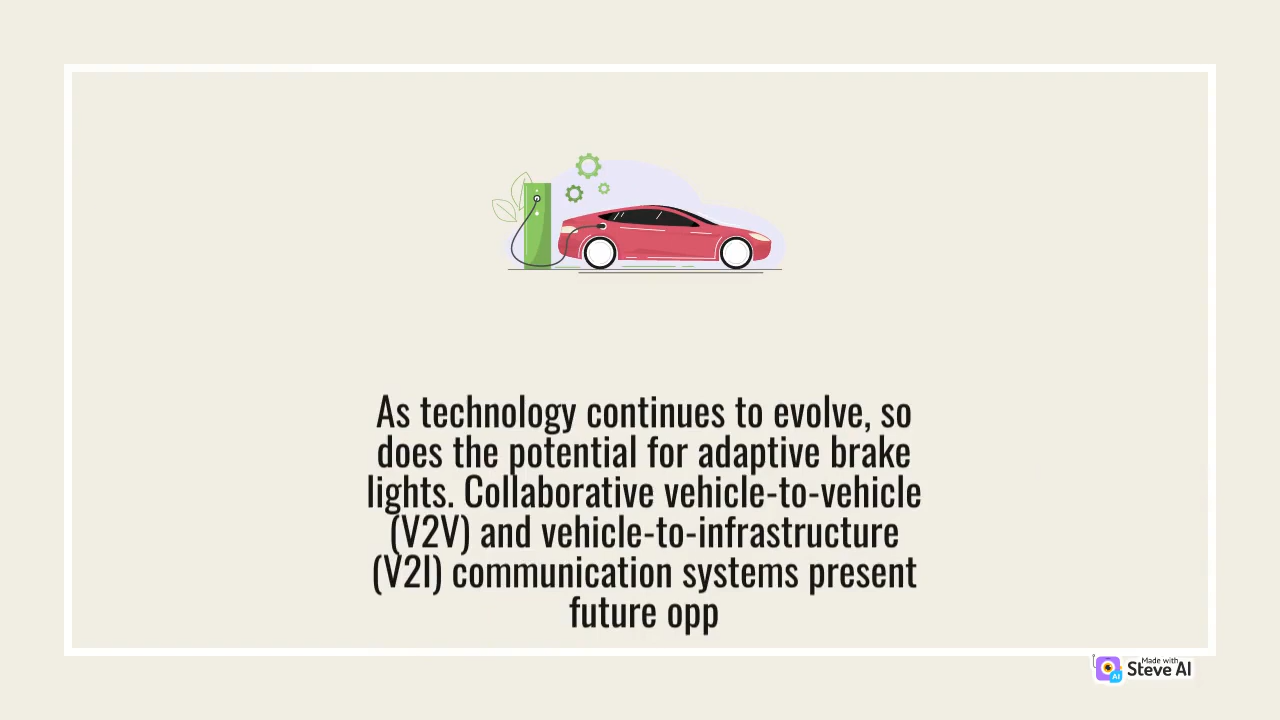 As technology continues to evolve, so
does the potential for adaptive brake
lights. Collaborative vehicle-to-vehicle
(V2V) and vehicle-to-infrastructure
(V2I) communication systems present
future opp
Made with
AI Steve AI